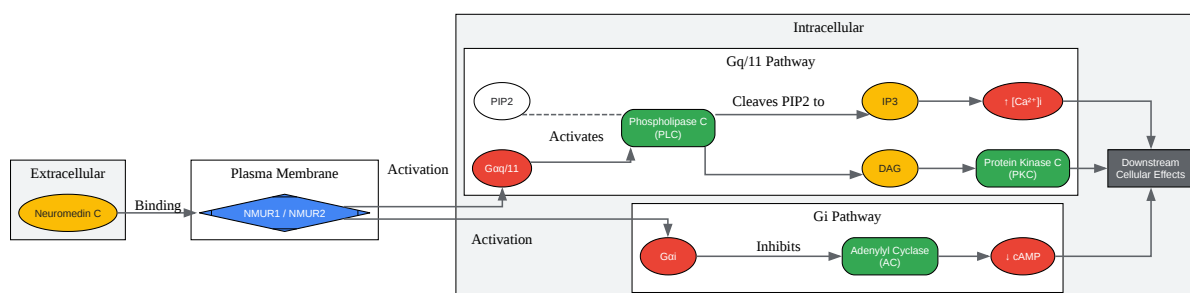 Intracellular
Gq/11 Pathway
PIP2
Cleaves PIP2 to
IP3
↑ [Ca²⁺]i
Phospholipase C
(PLC)
Activates
Activation
Gαq/11
DAG
Protein Kinase C
(PKC)
Downstream
Cellular Effects
Extracellular
Plasma Membrane
Neuromedin C
Binding
NMUR1 / NMUR2
Gi Pathway
Activation
Gαi
Inhibits
Adenylyl Cyclase
(AC)
↓ cAMP